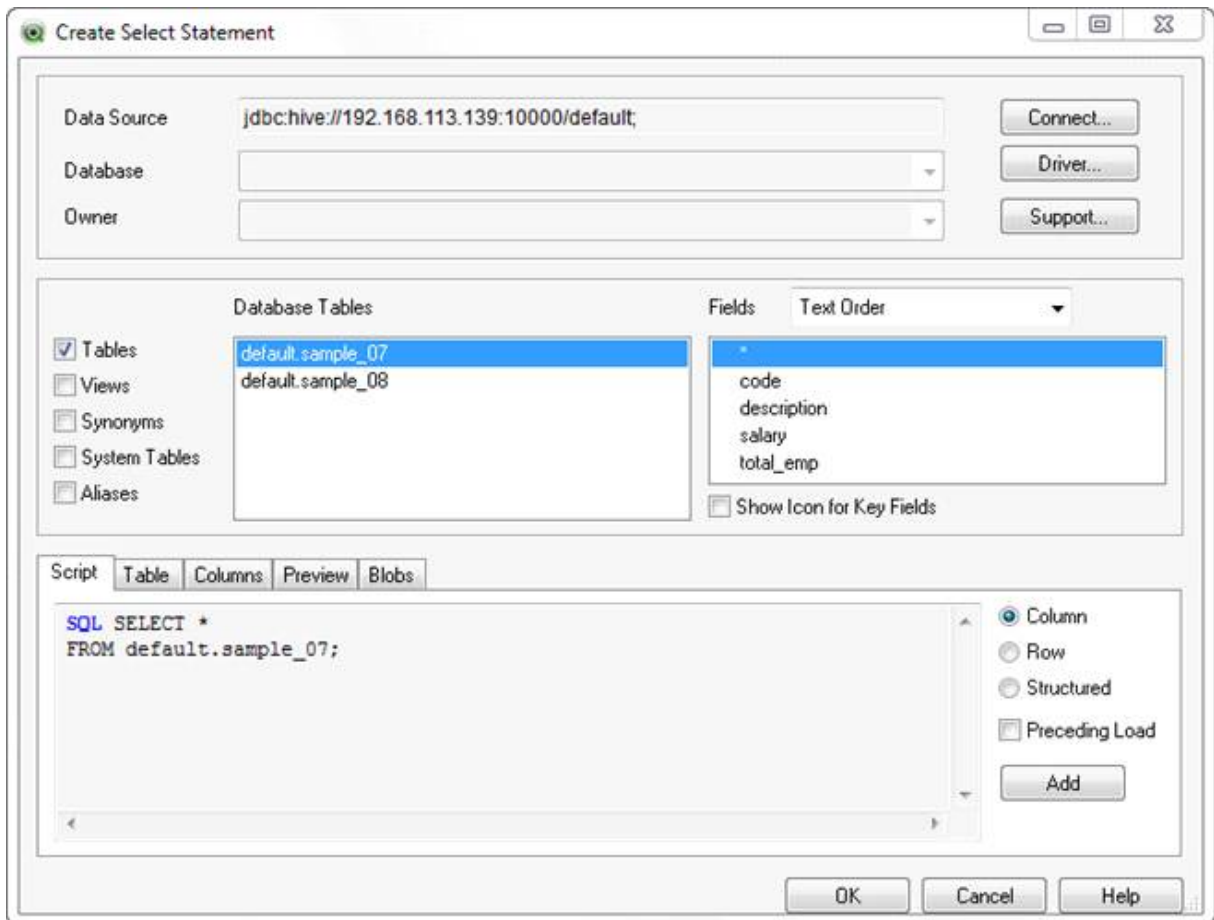 Create Select Statement
Data Source
jdbc:hive://192.168.113.139:10000/default;
Connect...
Database
Driver...
Owner
Support...
Database Tables
Fields
Text Order
Tables
Views
Synonyms
System Tables
Aliases
default.sample_07
default.sample_08
*
code
description
salary
total_emp
Show Icon for Key Fields
Script
Table
Columns
Preview
Blobs
SQL SELECT *
FROM default.sample_07;
Column
Row
Structured
Preceding Load
Add
OK
Cancel
Help